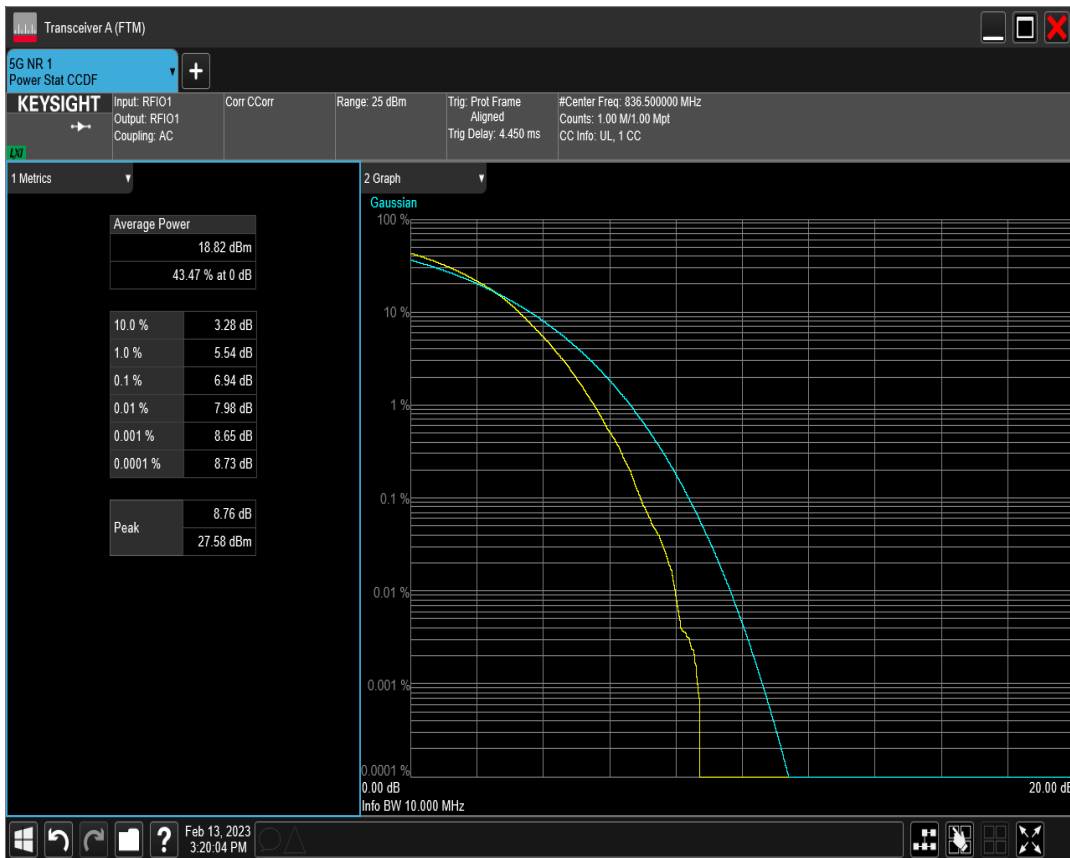 Transceiver A (FTM)
5G NR 1
Power Stat CCDF
+
KEYSIGHT
LXI
Input: RFIO1
Output: RFIO1
Coupling: AC
Corr CCorr
Range: 25 dBm
Trig: Prot Frame
Aligned
Trig Delay: 4.450 ms
#Center Freq: 836.500000 MHz
Counts: 1.00 M/1.00 Mpt
CC Info: UL, 1 CC
1 Metrics
Average Power
18.82 dBm
43.47 % at 0 dB
10.0 % 3.28 dB
1.0 % 5.54 dB
0.1 % 6.94 dB
0.01 % 7.98 dB
0.001 % 8.65 dB
0.0001 % 8.73 dB
Peak
8.76 dB
27.58 dBm
2 Graph
Gaussian
100 %
10 %
1 %
0.1 %
0.01 %
0.001 %
0.0001 %
0.00 dB 20.00 dB
Info BW 10.000 MHz
?
Feb 13, 2023
3:20:04 PM